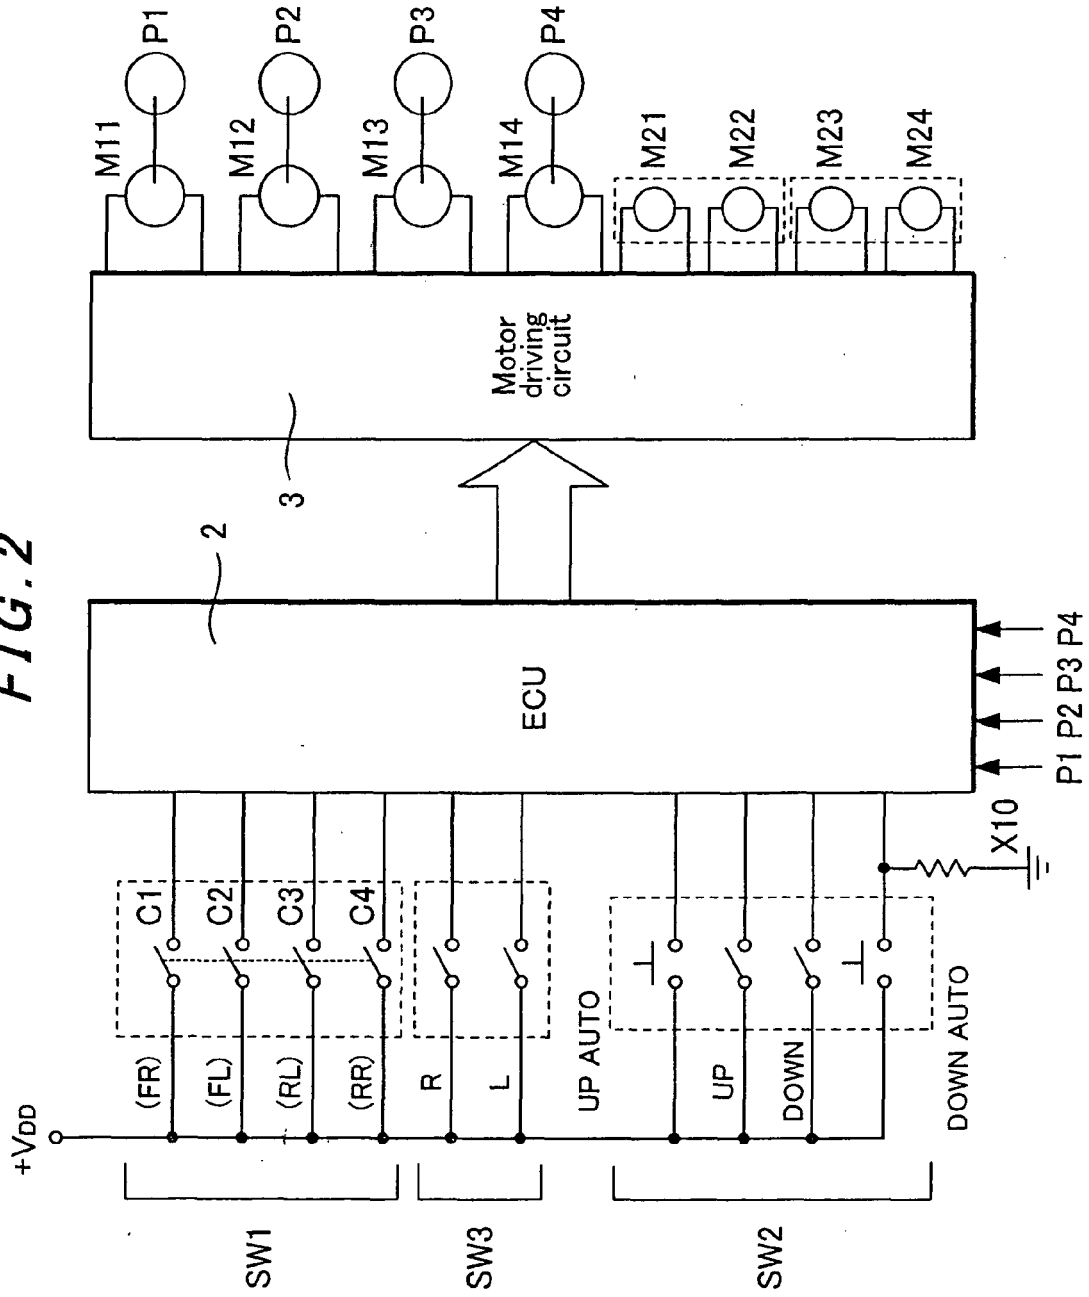 FIG. 2
+VDD
(FR)
(FL)
(RL)
(RR)
R
L
UP AUTO
UP
DOWN
DOWN AUTO
SW1
SW3
SW2
C1
C2
C3
C4
X10
2
ECU
P1 P2 P3 P4
3
Motor
driving
circuit
M11
M12
M13
M14
M21
M22
M23
M24
P1
P2
P3
P4